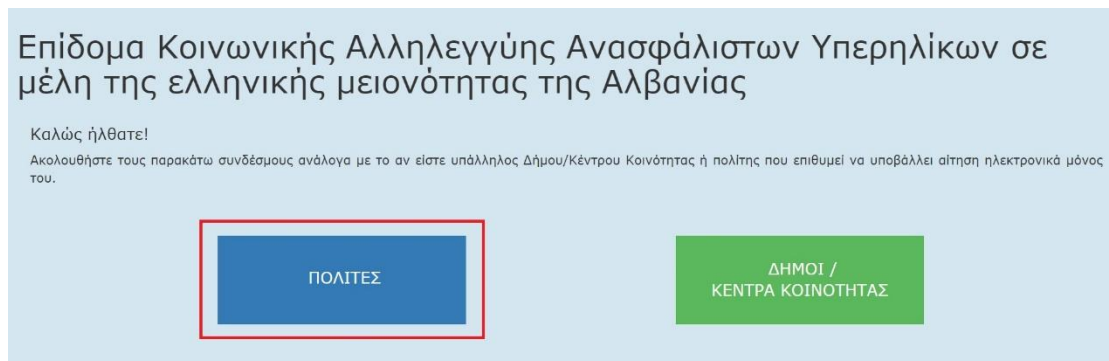 Επίδομα Κοινωνικής Αλληλεγγύης Ανασφάλιστων Υπερηλίκων σε
μέλη της ελληνικής μειονότητας της Αλβανίας
Καλώς ήλθατε!
Ακολουθήστε τους παρακάτω συνδέσμους ανάλογα με το αν είστε υπάλληλος Δήμου/Κέντρου Κοινότητας ή πολίτης που επιθυμεί να υποβάλλει αίτηση ηλεκτρονικά μόνος
του.
ΠΟΛΙΤΕΣ
ΔΗΜΟΙ /
ΚΕΝΤΡΑ ΚΟΙΝΟΤΗΤΑΣ